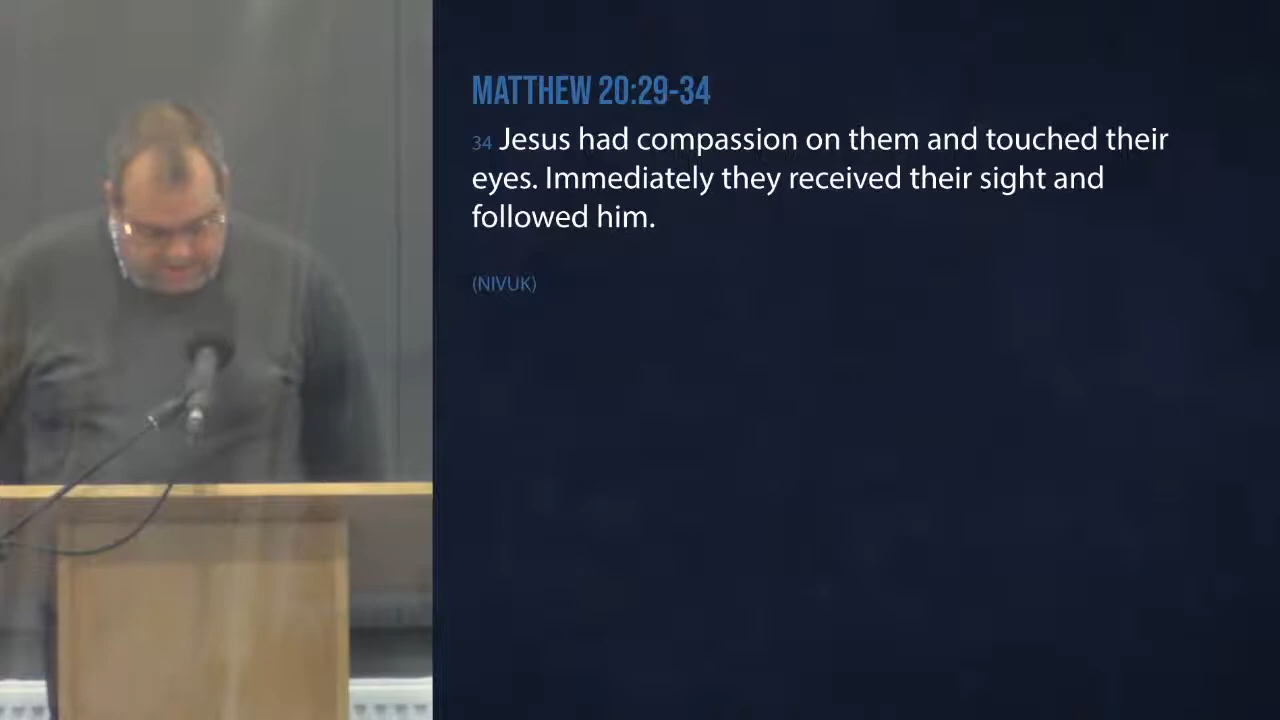 MATTHEW 20:29-34
34 Jesus had compassion on them and touched their
eyes. Immediately they received their sight and
followed him.
(NIVUK)